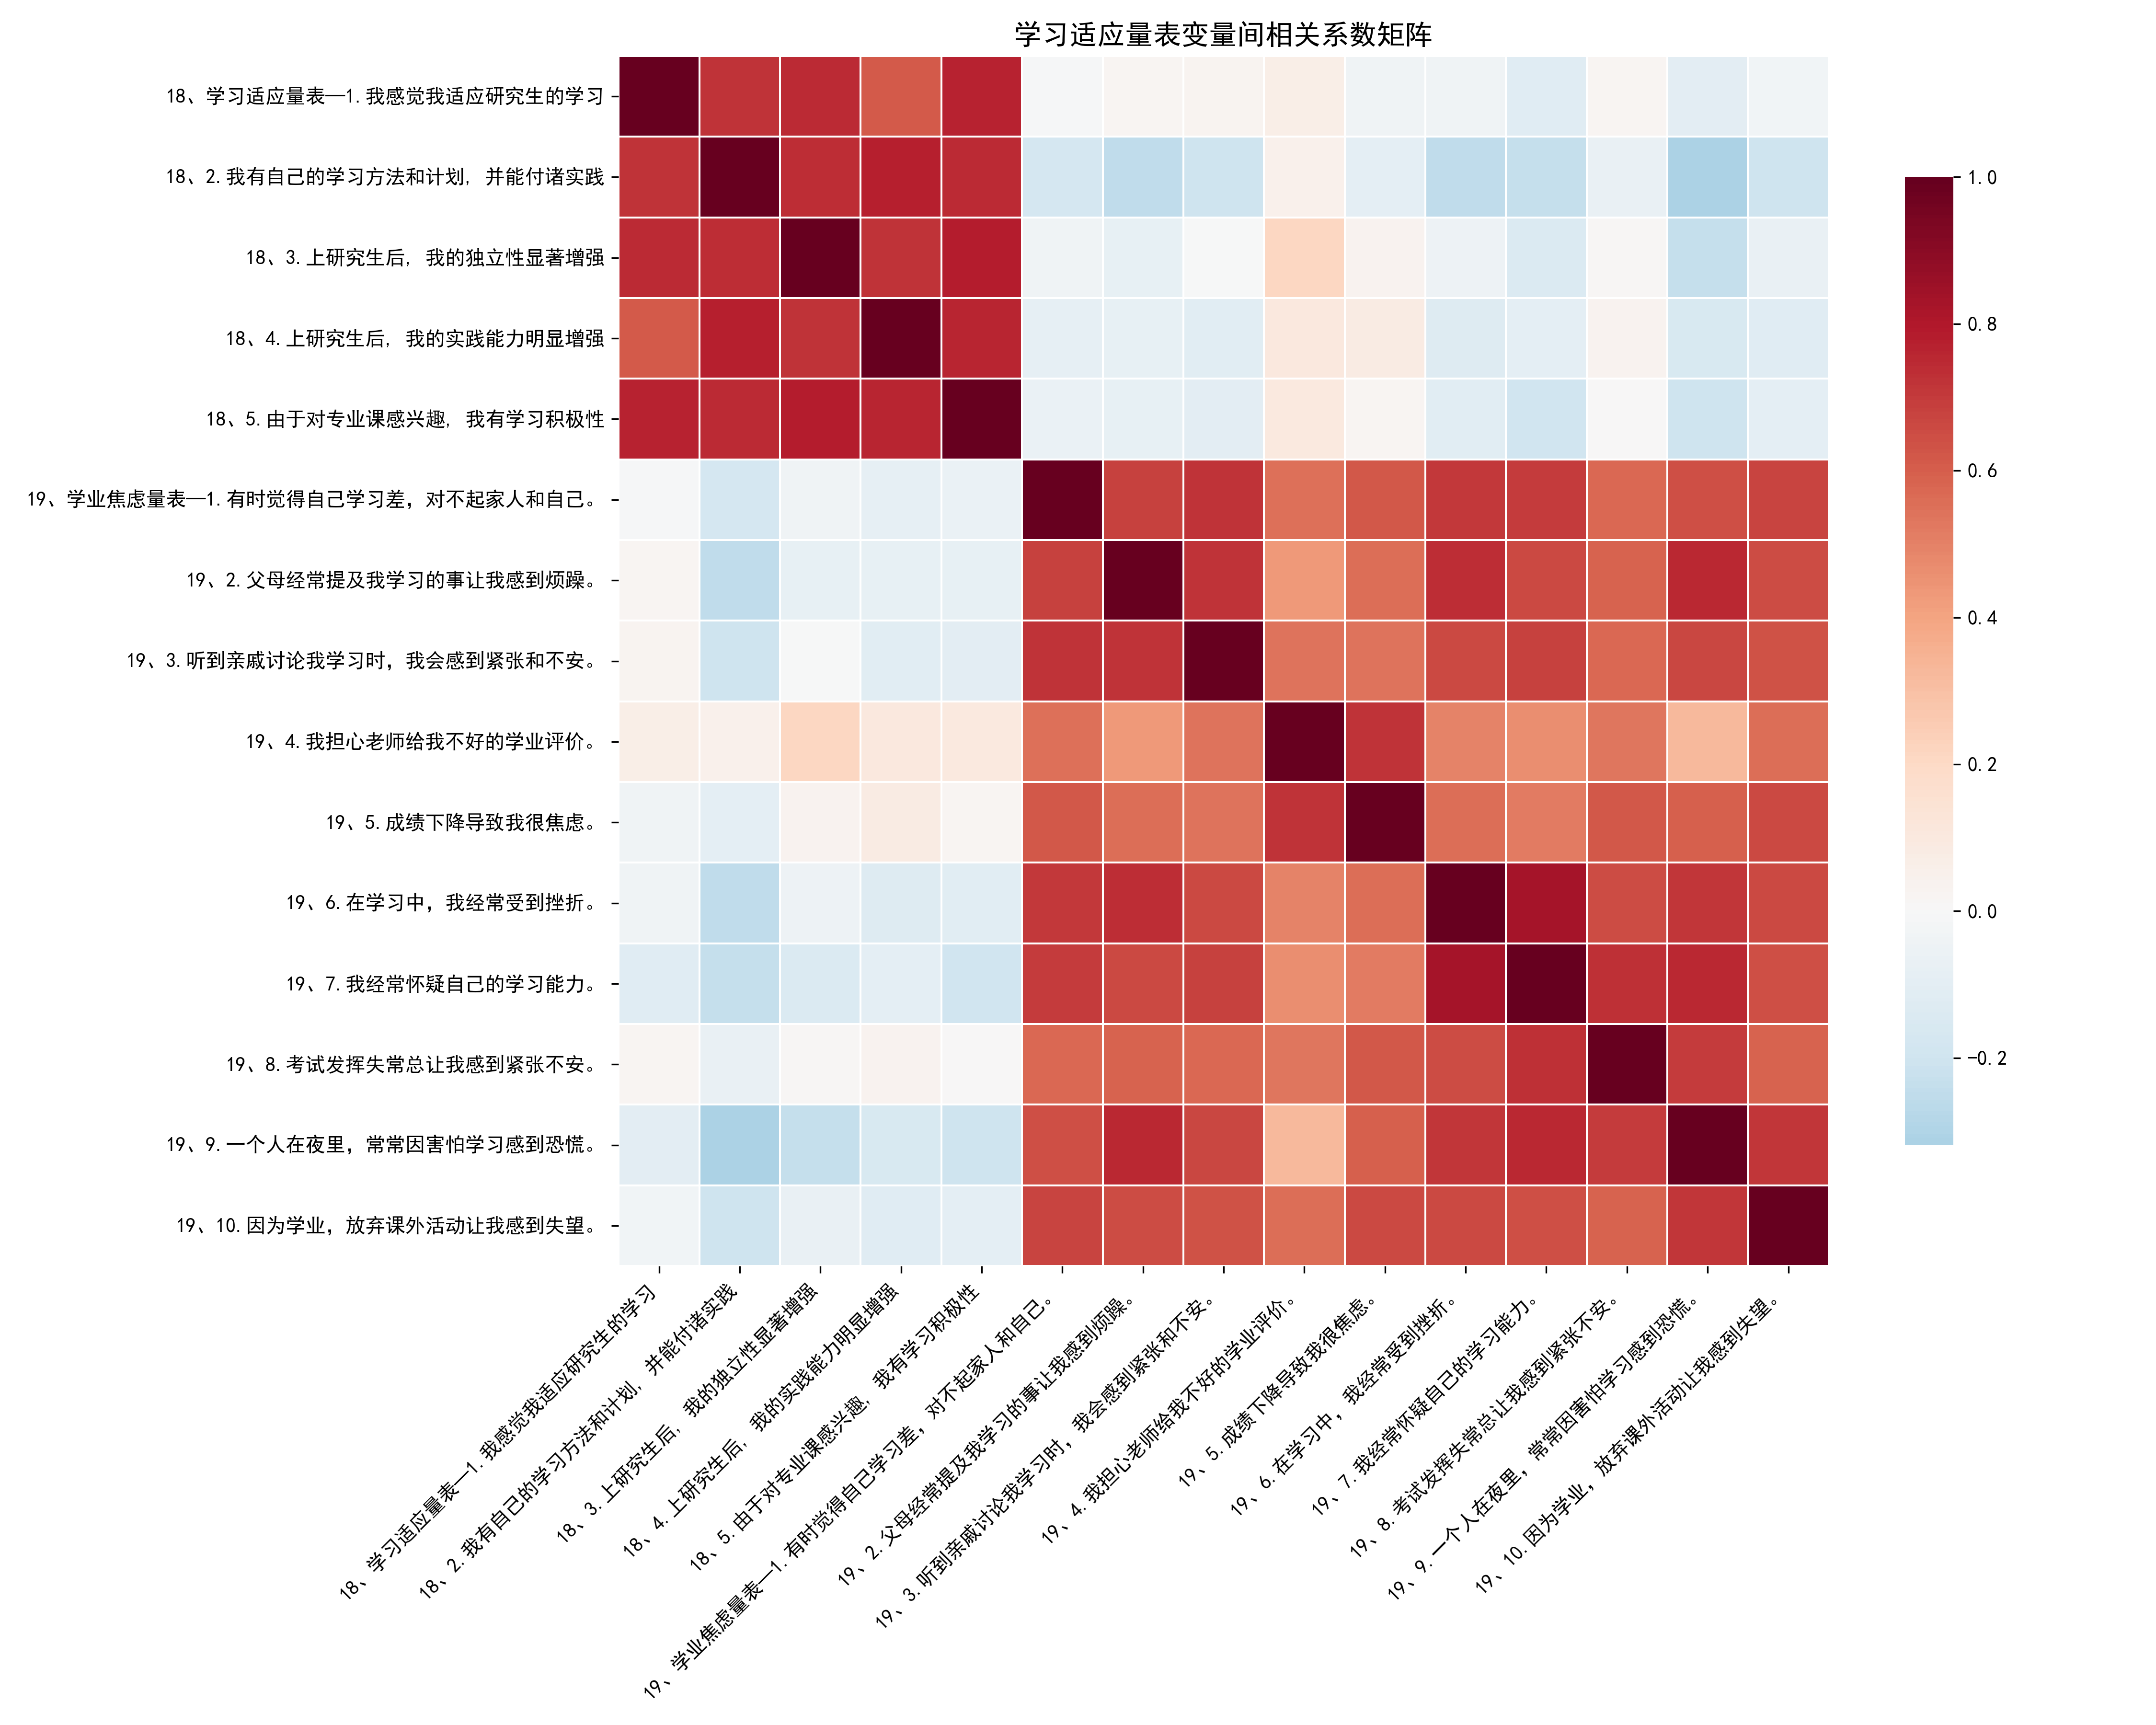 学习适应量表变量间相关系数矩阵
18、学习适应量表—1.我感觉我适应研究生的学习
18、2.我有自己的学习方法和计划, 并能付诸实践
18、3.上研究生后, 我的独立性显著增强
18、4.上研究生后, 我的实践能力明显增强
18、5.由于对专业课感兴趣, 我有学习积极性
19、学业焦虑量表—1.有时觉得自己学习差，对不起家人和自己。
19、2.父母经常提及我学习的事让我感到烦躁。
19、3.听到亲戚讨论我学习时，我会感到紧张和不安。
19、4.我担心老师给我不好的学业评价。
19、5.成绩下降导致我很焦虑。
19、6.在学习中，我经常受到挫折。
19、7.我经常怀疑自己的学习能力。
19、8.考试发挥失常总让我感到紧张不安。
19、9.一个人在夜里，常常因害怕学习感到恐慌。
19、10.因为学业，放弃课外活动让我感到失望。
18、学习适应量表—1.我感觉我适应研究生的学习
18、2.我有自己的学习方法和计划, 并能付诸实践
18、3.上研究生后, 我的独立性显著增强
18、4.上研究生后, 我的实践能力明显增强
18、5.由于对专业课感兴趣, 我有学习积极性
19、学业焦虑量表—1.有时觉得自己学习差，对不起家人和自己。
19、2.父母经常提及我学习的事让我感到烦躁。
19、3.听到亲戚讨论我学习时，我会感到紧张和不安。
19、4.我担心老师给我不好的学业评价。
19、5.成绩下降导致我很焦虑。
19、6.在学习中，我经常受到挫折。
19、7.我经常怀疑自己的学习能力。
19、8.考试发挥失常总让我感到紧张不安。
19、9.一个人在夜里，常常因害怕学习感到恐慌。
19、10.因为学业，放弃课外活动让我感到失望。
1.0
0.8
0.6
0.4
0.2
0.0
-0.2